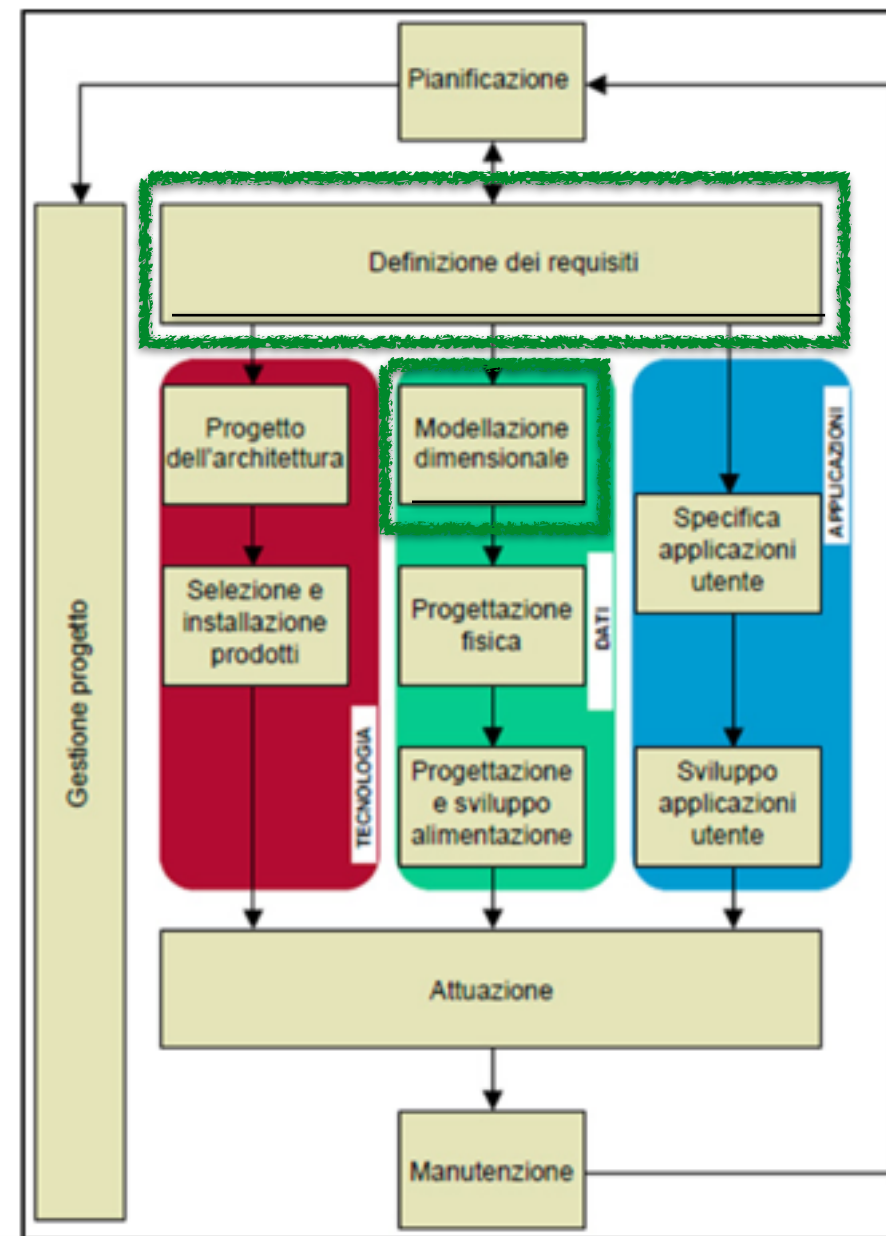 Pianificazione
Definizione dei requisiti
Gestione progetto
Progetto
dell'architettura
Selezione e
installazione
prodotti
TECNOLOGIA
Modellazione
dimensionale
Progettazione
fisica
Progettazione
e sviluppo
alimentazione
DATI
Specifica
applicazioni
utente
Sviluppo
applicazioni
utente
APPLICAZIONI
Attuazione
Manutenzione